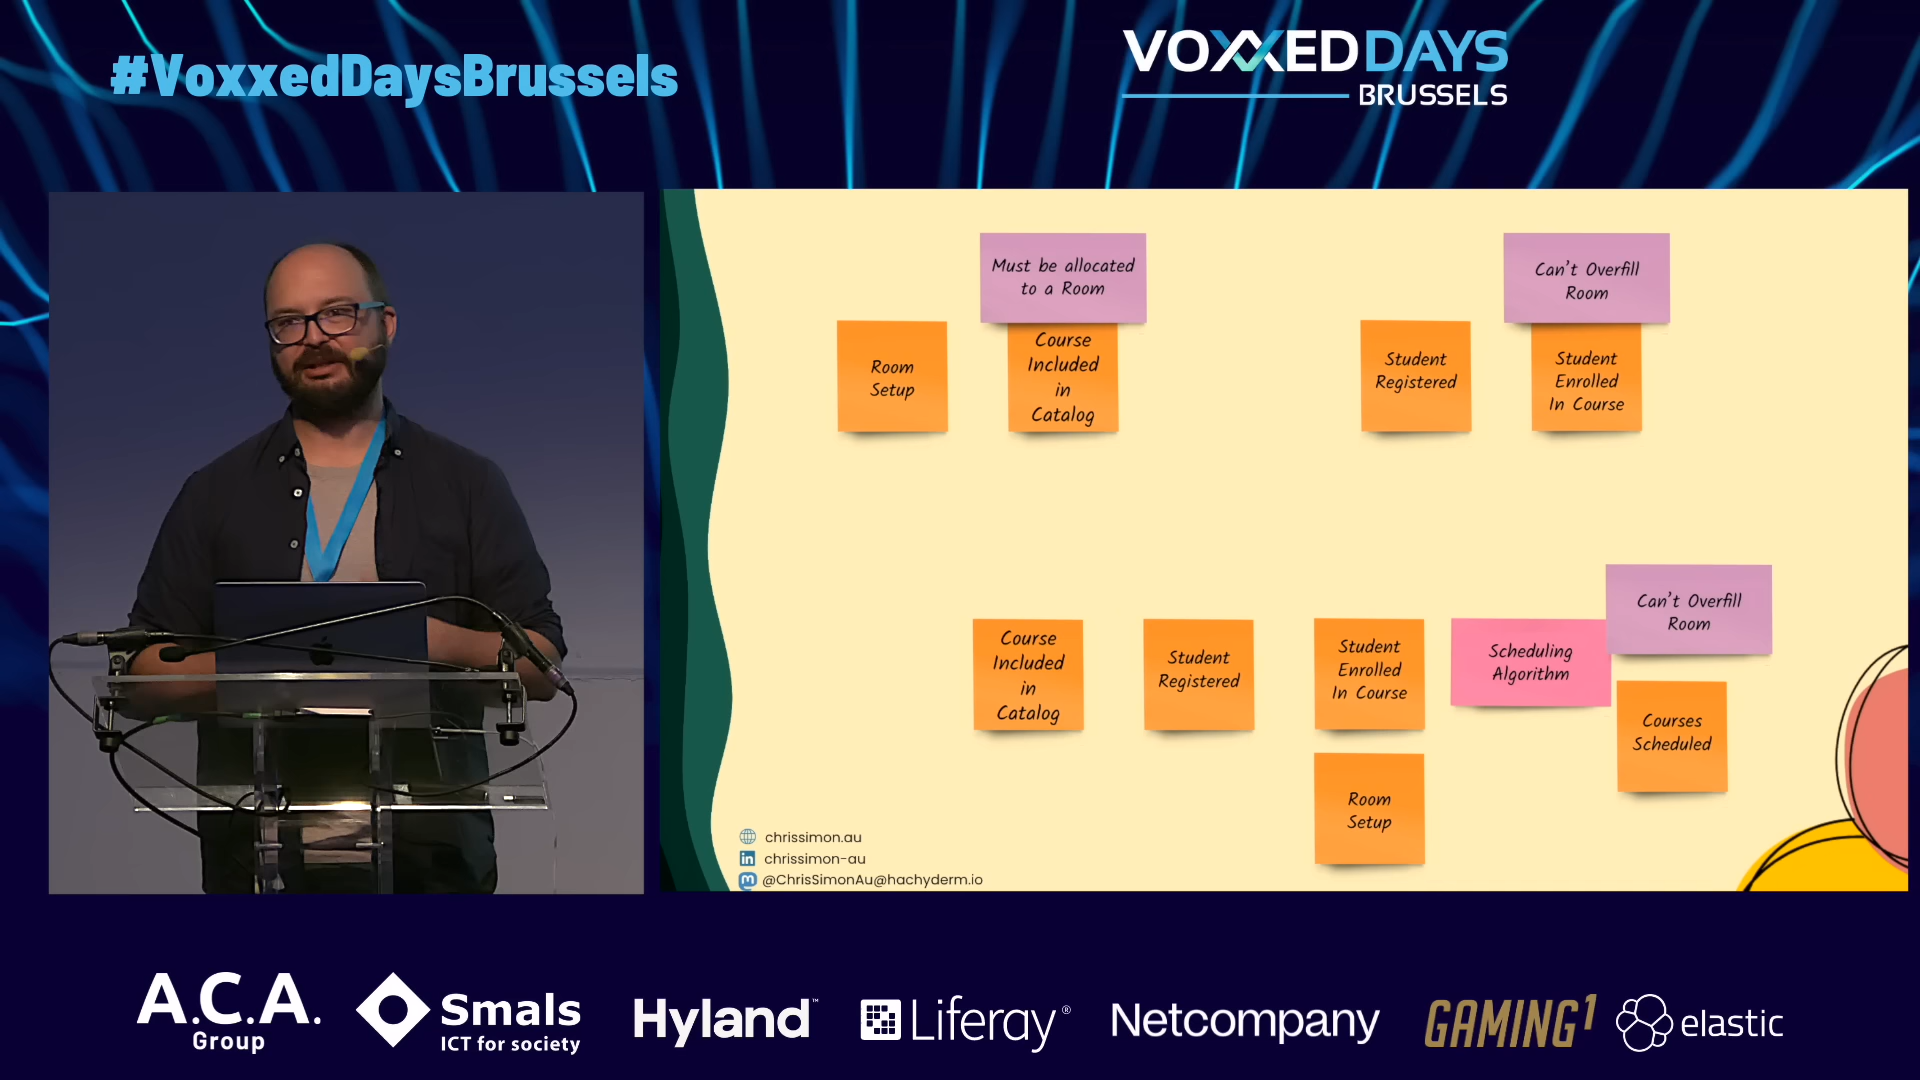 #VoxxedDaysBrussels
VOXXEDDAYS
BRUSSELS
Must be allocated
to a Room
Can't Overfill
Room
Room
Setup
Course
Included
in
Catalog
Student
Registered
Student
Enrolled
In Course
Can't Overfill
Room
Course
Included
in
Catalog
Student
Registered
Student
Enrolled
In Course
Scheduling
Algorithm
Courses
Scheduled
Room
Setup
chrissimon.au
in chrissimon-au
@ChrisSimonAu@hachyderm.io
A.C.A.
Group
Smals
ICT for society
Hyland™
Liferay®
Netcompany
GAMING1
elastic